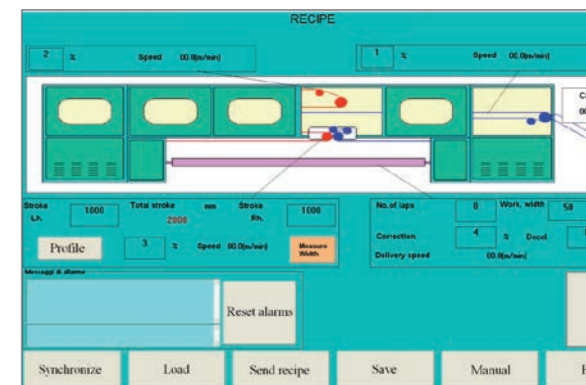 RECIPE
2 % Speed 00.0(m/min)
1 % Speed 00.0(m/min)
Stroke Lh. 1000
Total stroke mm 2000
Stroke Rh. 1000
Profile
3 % Speed 00.0(m/min)
Measure Width
No. of laps 8 Work. width 50
Correction 4 % Decel.
Delivery speed 00.0(m/min)
Messaggi di allarme
Reset alarms
Synchronize
Load
Send recipe
Save
Manual